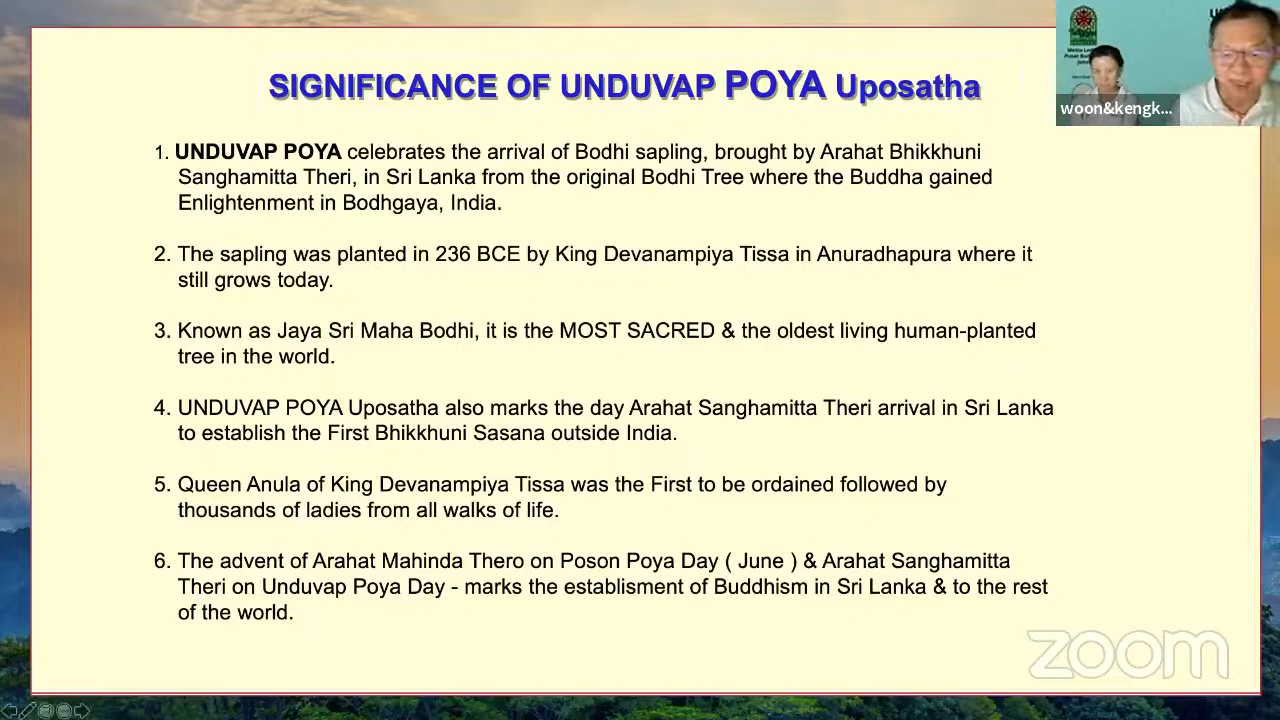 SIGNIFICANCE OF UNDUVAP POYA Uposatha
woon&kengk...
1. UNDUVAP POYA celebrates the arrival of Bodhi sapling, brought by Arahat Bhikkhuni
Sanghamitta Theri, in Sri Lanka from the original Bodhi Tree where the Buddha gained
Enlightenment in Bodhgaya, India.
2. The sapling was planted in 236 BCE by King Devanampiya Tissa in Anuradhapura where it
still grows today.
3. Known as Jaya Sri Maha Bodhi, it is the MOST SACRED & the oldest living human-planted
tree in the world.
4. UNDUVAP POYA Uposatha also marks the day Arahat Sanghamitta Theri arrival in Sri Lanka
to establish the First Bhikkhuni Sasana outside India.
5. Queen Anula of King Devanampiya Tissa was the First to be ordained followed by
thousands of ladies from all walks of life.
6. The advent of Arahat Mahinda Thero on Poson Poya Day ( June ) & Arahat Sanghamitta
Theri on Unduvap Poya Day - marks the establisment of Buddhism in Sri Lanka & to the rest
of the world.
zoom